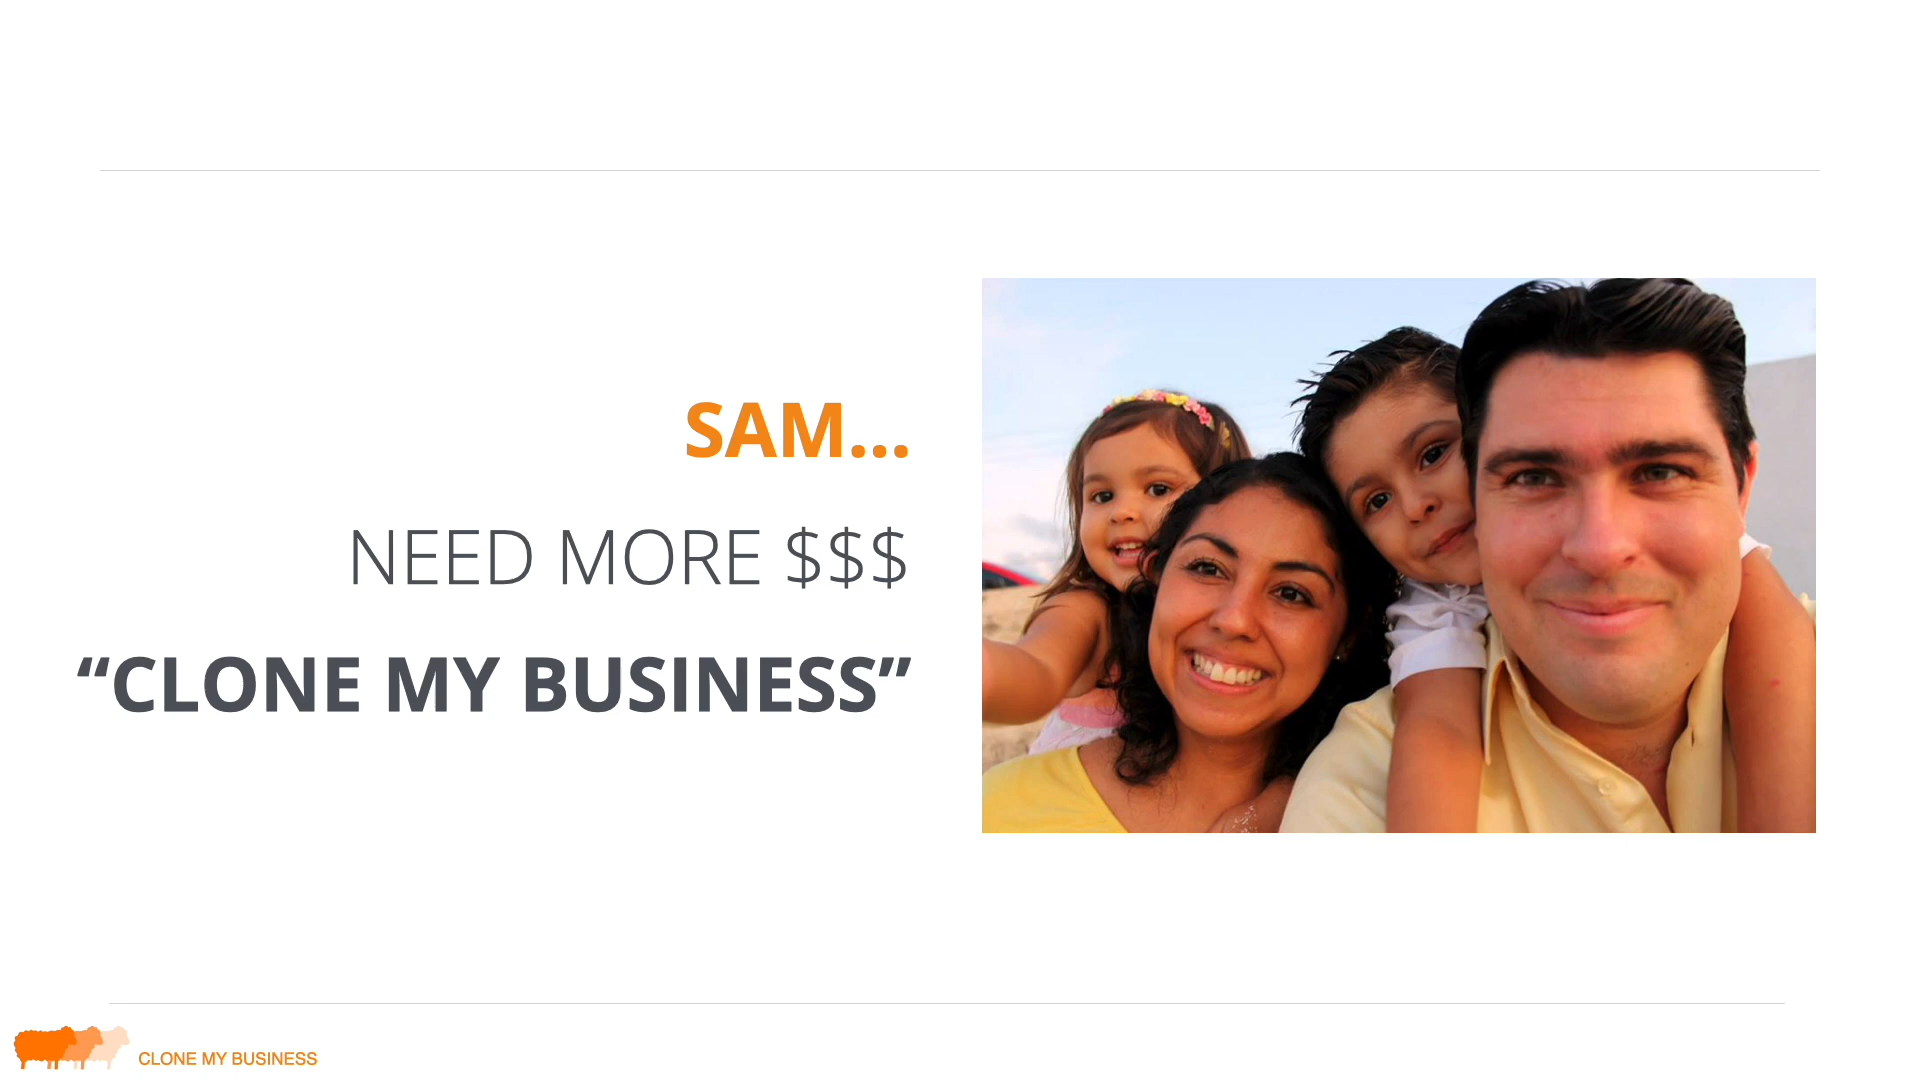 SAM...
NEED MORE $$$
“CLONE MY BUSINESS”
CLONE MY BUSINESS